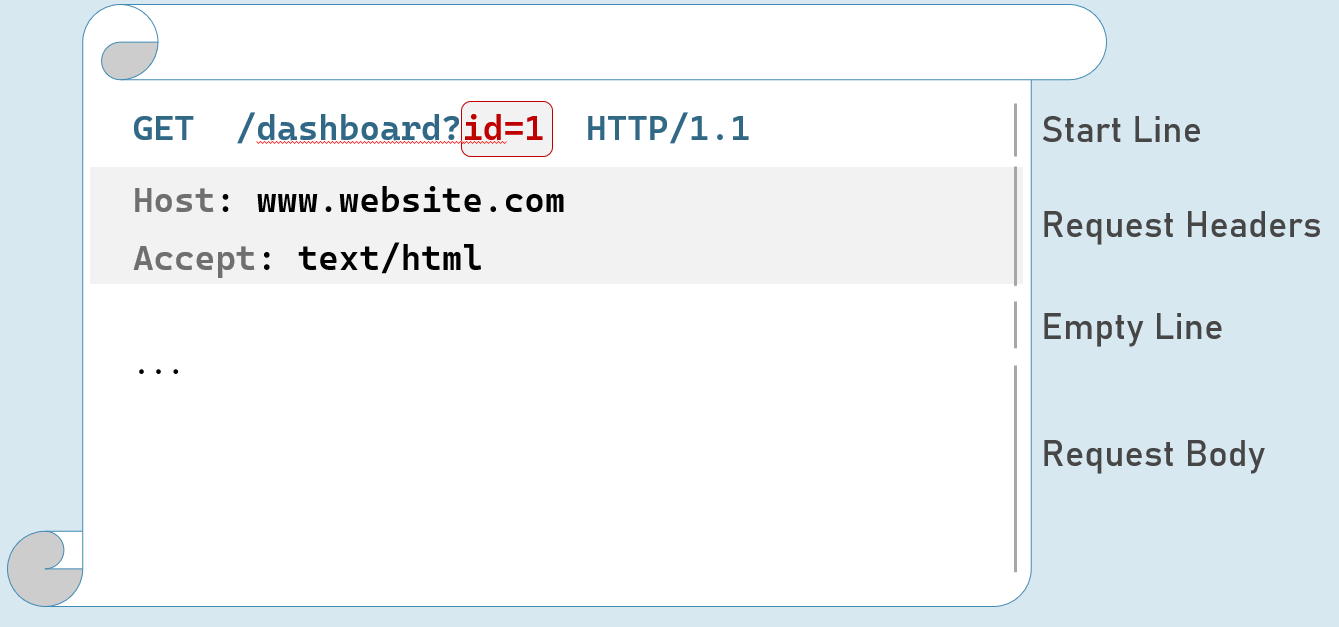 GET /dashboard?id=1 HTTP/1.1
Start Line
Host: www.website.com
Accept: text/html
Request Headers
Empty Line
...
Request Body